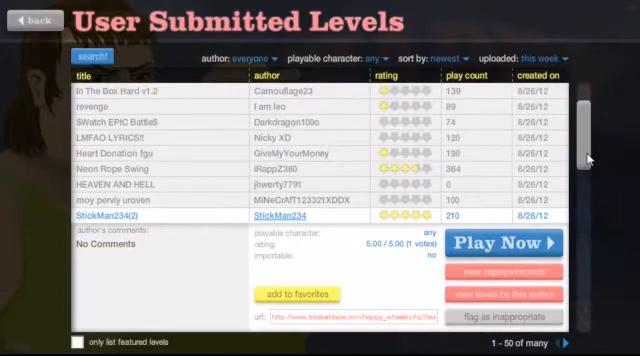 back
User Submitted Levels
search!
author: everyone playable character: any sort by: newest uploaded: this week
title author rating play count created on
In The Box Hard v1.2 Camouflage23 139 8/26/12
revenge I am leo 89 8/26/12
$Watch EPIC Battle$ Darkdragon100o 74 8/26/12
LMFAO LYRICS!! Nicky XD 120 8/26/12
Heart Donation fgu GiveMyYourMoney 190 8/26/12
Neon Rope Swing iRappZ360 364 8/26/12
HEAVEN AND HELL jhwerty7791 0 8/26/12
moy perviy uroven MiNeCrAfT123321XDDX 100 8/26/12
StickMan234(2) StickMan234 210 8/26/12
author's comments:
No Comments
playable character: any
rating: 5.00 / 5.00 (1 votes)
importable: no
Play Now
view replays/records
add to favorites
view levels by this author
url: http://www.totaljerkface.com/happy_wheels.php?lev
flag as inappropriate
only list featured levels
1 - 50 of many